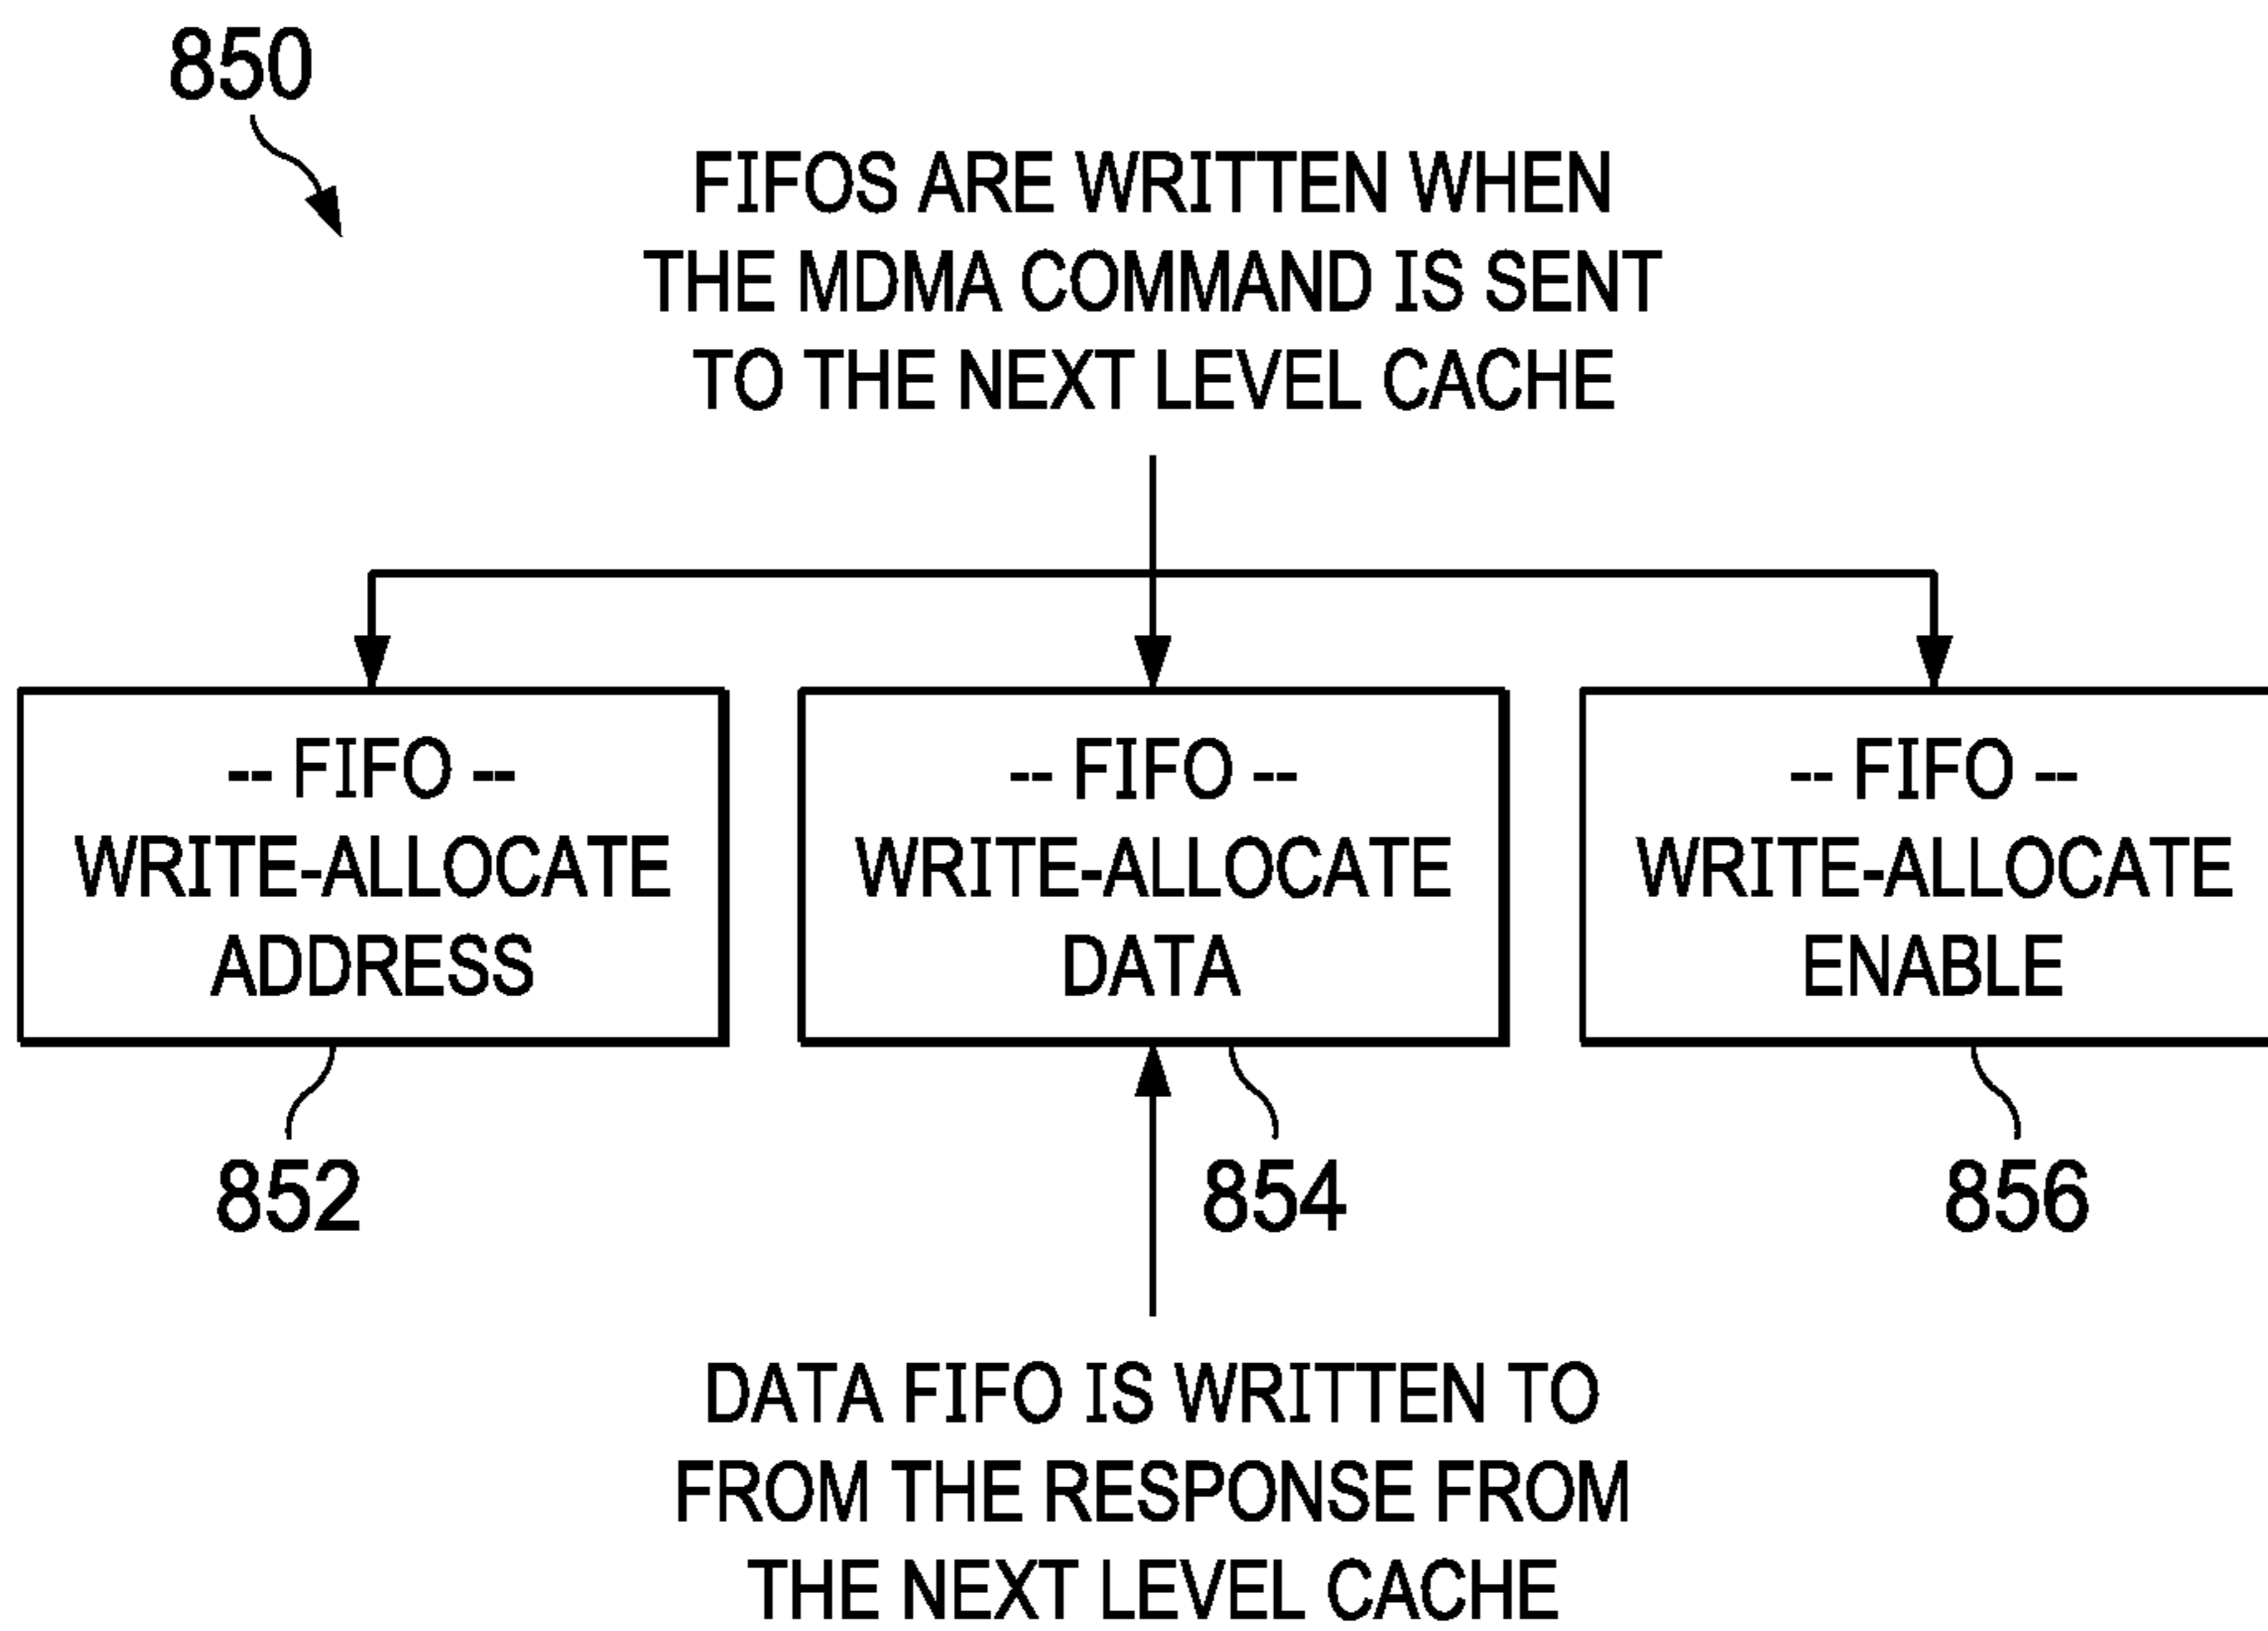 850
FIFOS ARE WRITTEN WHEN
THE MDMA COMMAND IS SENT
TO THE NEXT LEVEL CACHE
-- FIFO --
WRITE-ALLOCATE
ADDRESS
-- FIFO --
WRITE-ALLOCATE
DATA
-- FIFO --
WRITE-ALLOCATE
ENABLE
852
854
856
DATA FIFO IS WRITTEN TO
FROM THE RESPONSE FROM
THE NEXT LEVEL CACHE